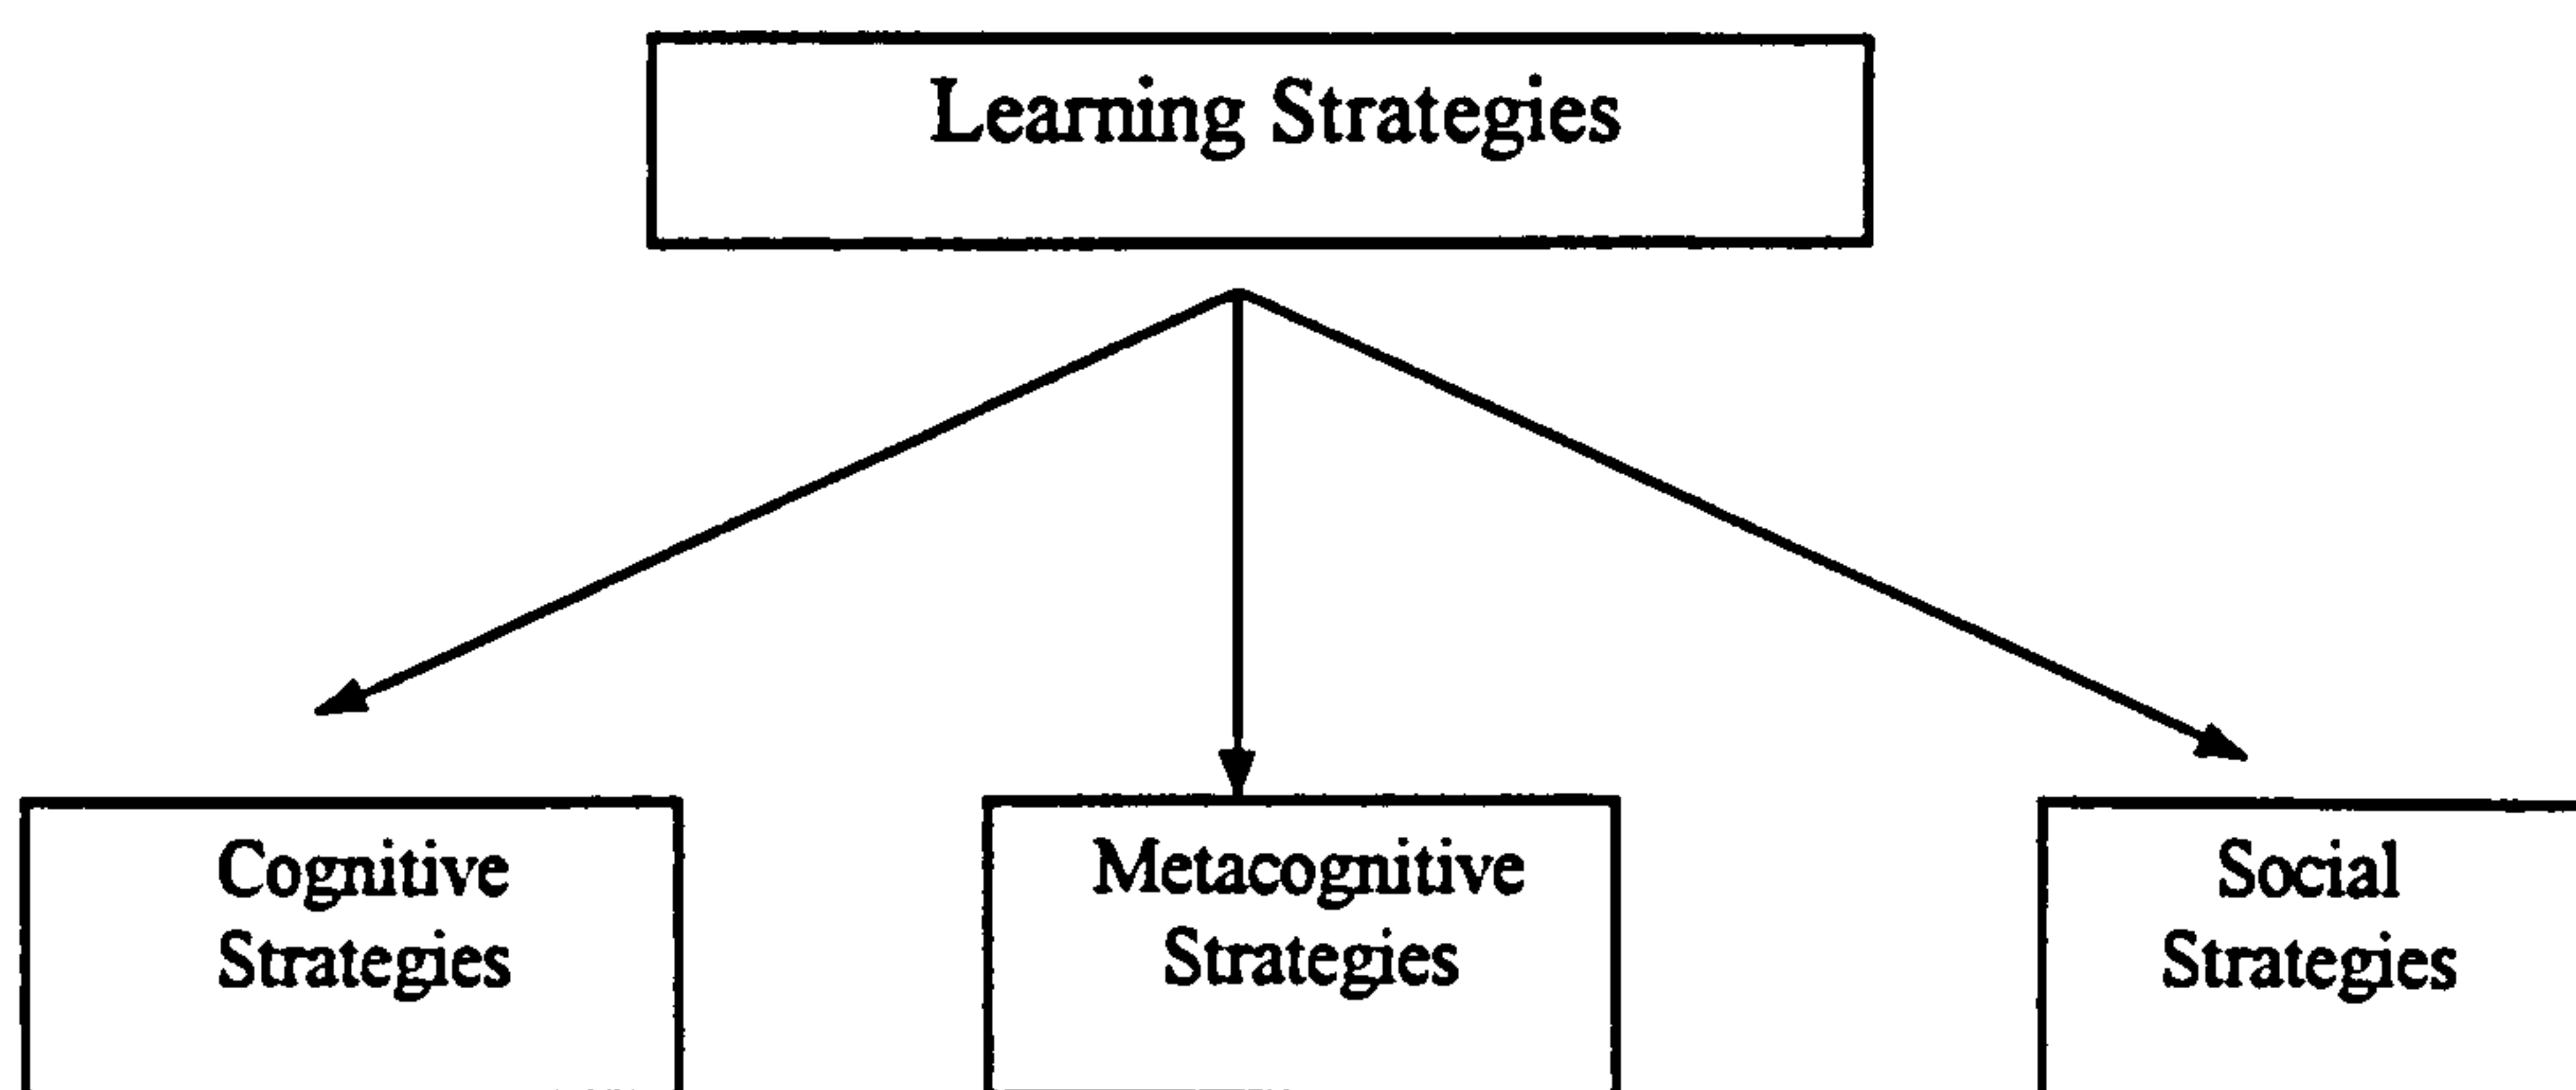 Learning Strategies
Cognitive
Strategies
Metacognitive
Strategies
Social
Strategies